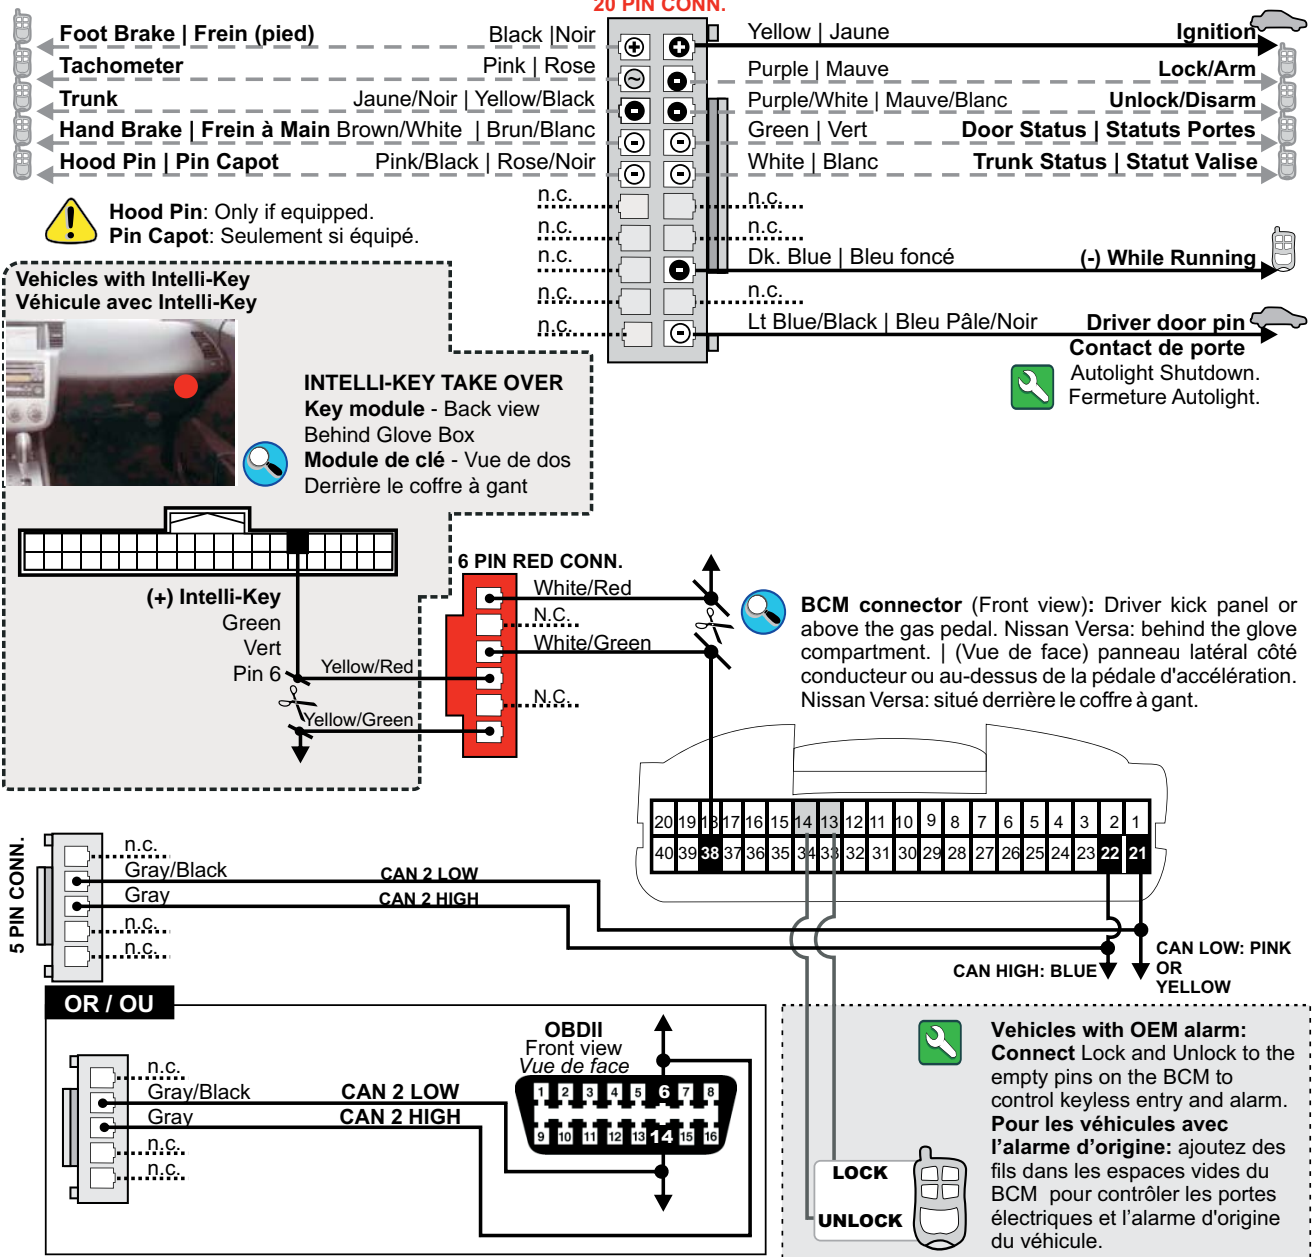 20 PIN CONN.
Foot Brake | Frein (pied) Black |Noir
Tachometer Pink | Rose
Trunk Jaune/Noir | Yellow/Black
Hand Brake | Frein à Main Brown/White | Brun/Blanc
Hood Pin | Pin Capot Pink/Black | Rose/Noir
n.c.
n.c.
n.c.
n.c.
n.c.
Yellow | Jaune Ignition
Purple | Mauve Lock/Arm
Purple/White | Mauve/Blanc Unlock/Disarm
Green | Vert Door Status | Statuts Portes
White | Blanc Trunk Status | Statut Valise
n.c.
n.c.
Dk. Blue | Bleu foncé (-) While Running
n.c.
Lt Blue/Black | Bleu Pâle/Noir Driver door pin
Contact de porte
Autolight Shutdown.
Fermeture Autolight.
Hood Pin: Only if equipped.
Pin Capot: Seulement si équipé.
Vehicles with Intelli-Key
Véhicule avec Intelli-Key
INTELLI-KEY TAKE OVER
Key module - Back view
Behind Glove Box
Module de clé - Vue de dos
Derrière le coffre à gant
(+) Intelli-Key
Green
Vert
Pin 6
Yellow/Red
Yellow/Green
6 PIN RED CONN.
White/Red
N.C.
White/Green
N.C.
BCM connector (Front view): Driver kick panel or
above the gas pedal. Nissan Versa: behind the glove
compartment. | (Vue de face) panneau latéral côté
conducteur ou au-dessus de la pédale d'accélération.
Nissan Versa: situé derrière le coffre à gant.
20 19 18 17 16 15 14 13 12 11 10 9 8 7 6 5 4 3 2 1
40 39 38 37 36 35 34 33 32 31 30 29 28 27 26 25 24 23 22 21
5 PIN CONN.
n.c.
Gray/Black CAN 2 LOW
Gray CAN 2 HIGH
n.c.
n.c.
CAN HIGH: BLUE
CAN LOW: PINK
OR
YELLOW
OR / OU
n.c.
Gray/Black CAN 2 LOW
Gray CAN 2 HIGH
n.c.
n.c.
OBDII
Front view
Vue de face
1 2 3 4 5 6 7 8
9 10 11 12 13 14 15 16
LOCK
UNLOCK
Vehicles with OEM alarm:
Connect Lock and Unlock to the
empty pins on the BCM to
control keyless entry and alarm.
Pour les véhicules avec
l’alarme d’origine: ajoutez des
fils dans les espaces vides du
BCM pour contrôler les portes
électriques et l’alarme d'origine
du véhicule.